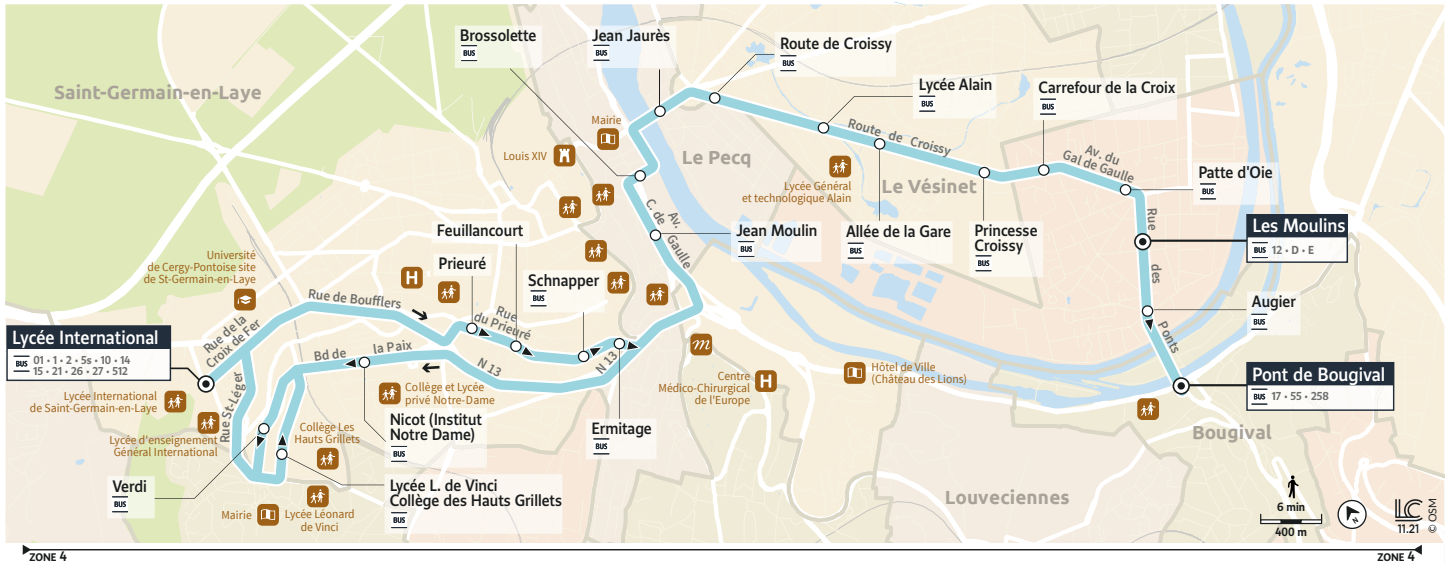 Brossolette
BUS
Jean Jaurès
BUS
Route de Croissy
BUS
Lycée Alain
BUS
Carrefour de la Croix
BUS
Saint-Germain-en-Laye
Mairie
Louis XIV
Le Pecq
Route de Croissy
Av. du
Gal de Gaulle
Lycée Général
et technologique Alain
Le Vésinet
Patte d'Oie
BUS
Av.
C. de Gaulle
Jean Moulin
BUS
Allée de la Gare
BUS
Princesse
Croissy
BUS
Rue des Ponts
Les Moulins
BUS 12 • D • E
Feuillancourt
Prieuré
Schnapper
BUS
H
Université
de Cergy-Pontoise site
de St-Germain-en-Laye
Rue de Boufflers
Rue
du Prieuré
Augier
BUS
Lycée International
BUS 01 • 1 • 2 • 5s • 10 • 14
15 • 21 • 26 • 27 • 512
Rue de la
Croix de Fer
Bd de la Paix
N 13
N 13
m
Centre
Médico-Chirurgical
de l'Europe
H
Hôtel de Ville
(Château des Lions)
Pont de Bougival
BUS 17 • 55 • 258
Lycée International
de Saint-Germain-en-Laye
Rue St-Léger
Collège et Lycée
privé Notre-Dame
Lycée d'enseignement
Général International
Collège Les
Hauts Grillets
Nicot (Institut
Notre Dame)
BUS
Ermitage
BUS
Bougival
Verdi
BUS
Lycée L. de Vinci
Collège des Hauts Grillets
BUS
Louveciennes
Mairie
Lycée Léonard
de Vinci
6 min
400 m
N
LC
11.21
© OSM
ZONE 4
ZONE 4